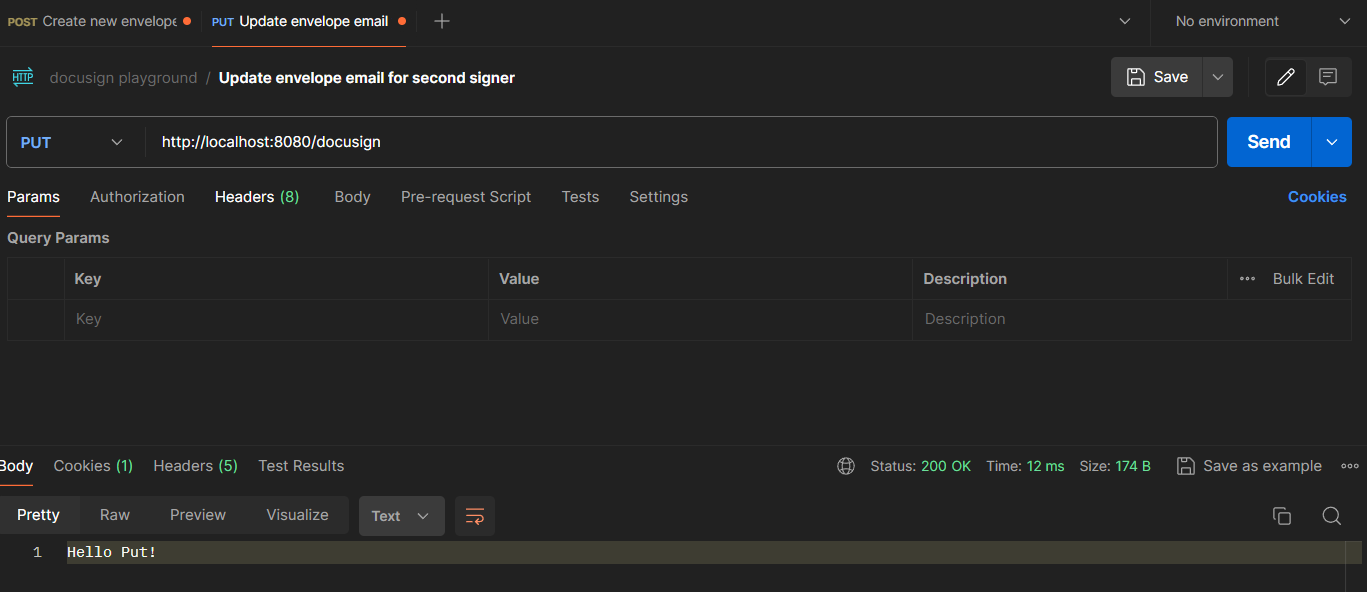 POST Create new envelope PUT Update envelope email No environment
HTTP docusign playground / Update envelope email for second signer Save
PUT http://localhost:8080/docusign Send
Params Authorization Headers (8) Body Pre-request Script Tests Settings Cookies
Query Params
Key Value Description Bulk Edit
Key Value Description
Body Cookies (1) Headers (5) Test Results Status: 200 OK Time: 12 ms Size: 174 B Save as example
Pretty Raw Preview Visualize Text
1 Hello Put!